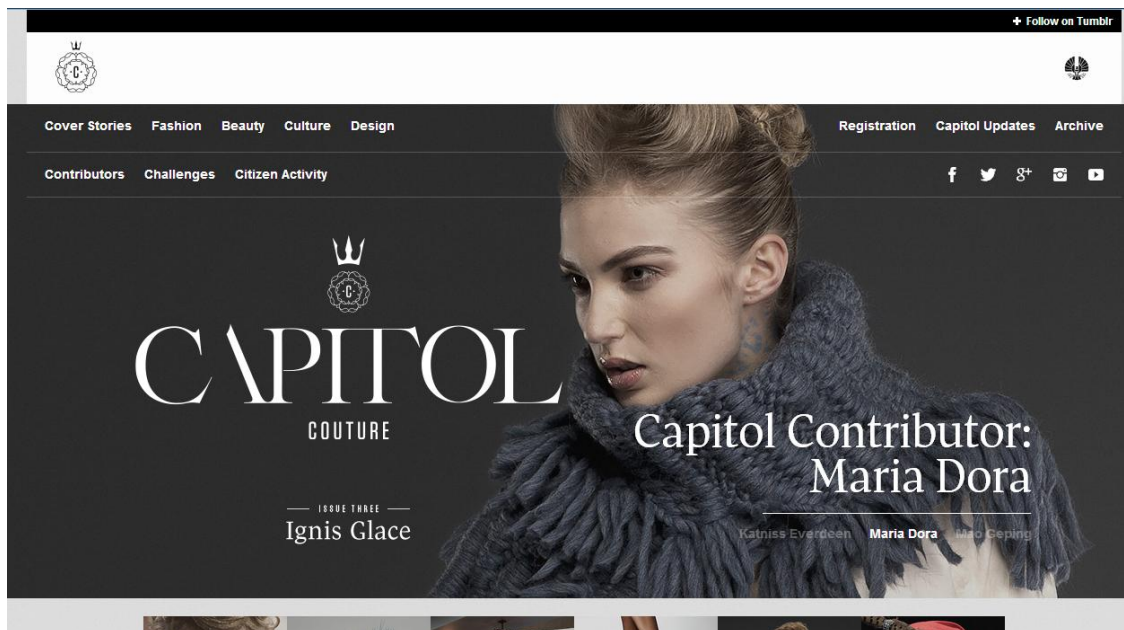 Follow on Tumblr
C
Cover Stories Fashion Beauty Culture Design
Registration Capitol Updates Archive
Contributors Challenges Citizen Activity
C
CAPITOL
COUTURE
ISSUE THREE
Ignis Glace
Capitol Contributor:
Maria Dora
Katniss Everdeen Maria Dora Mao Geping